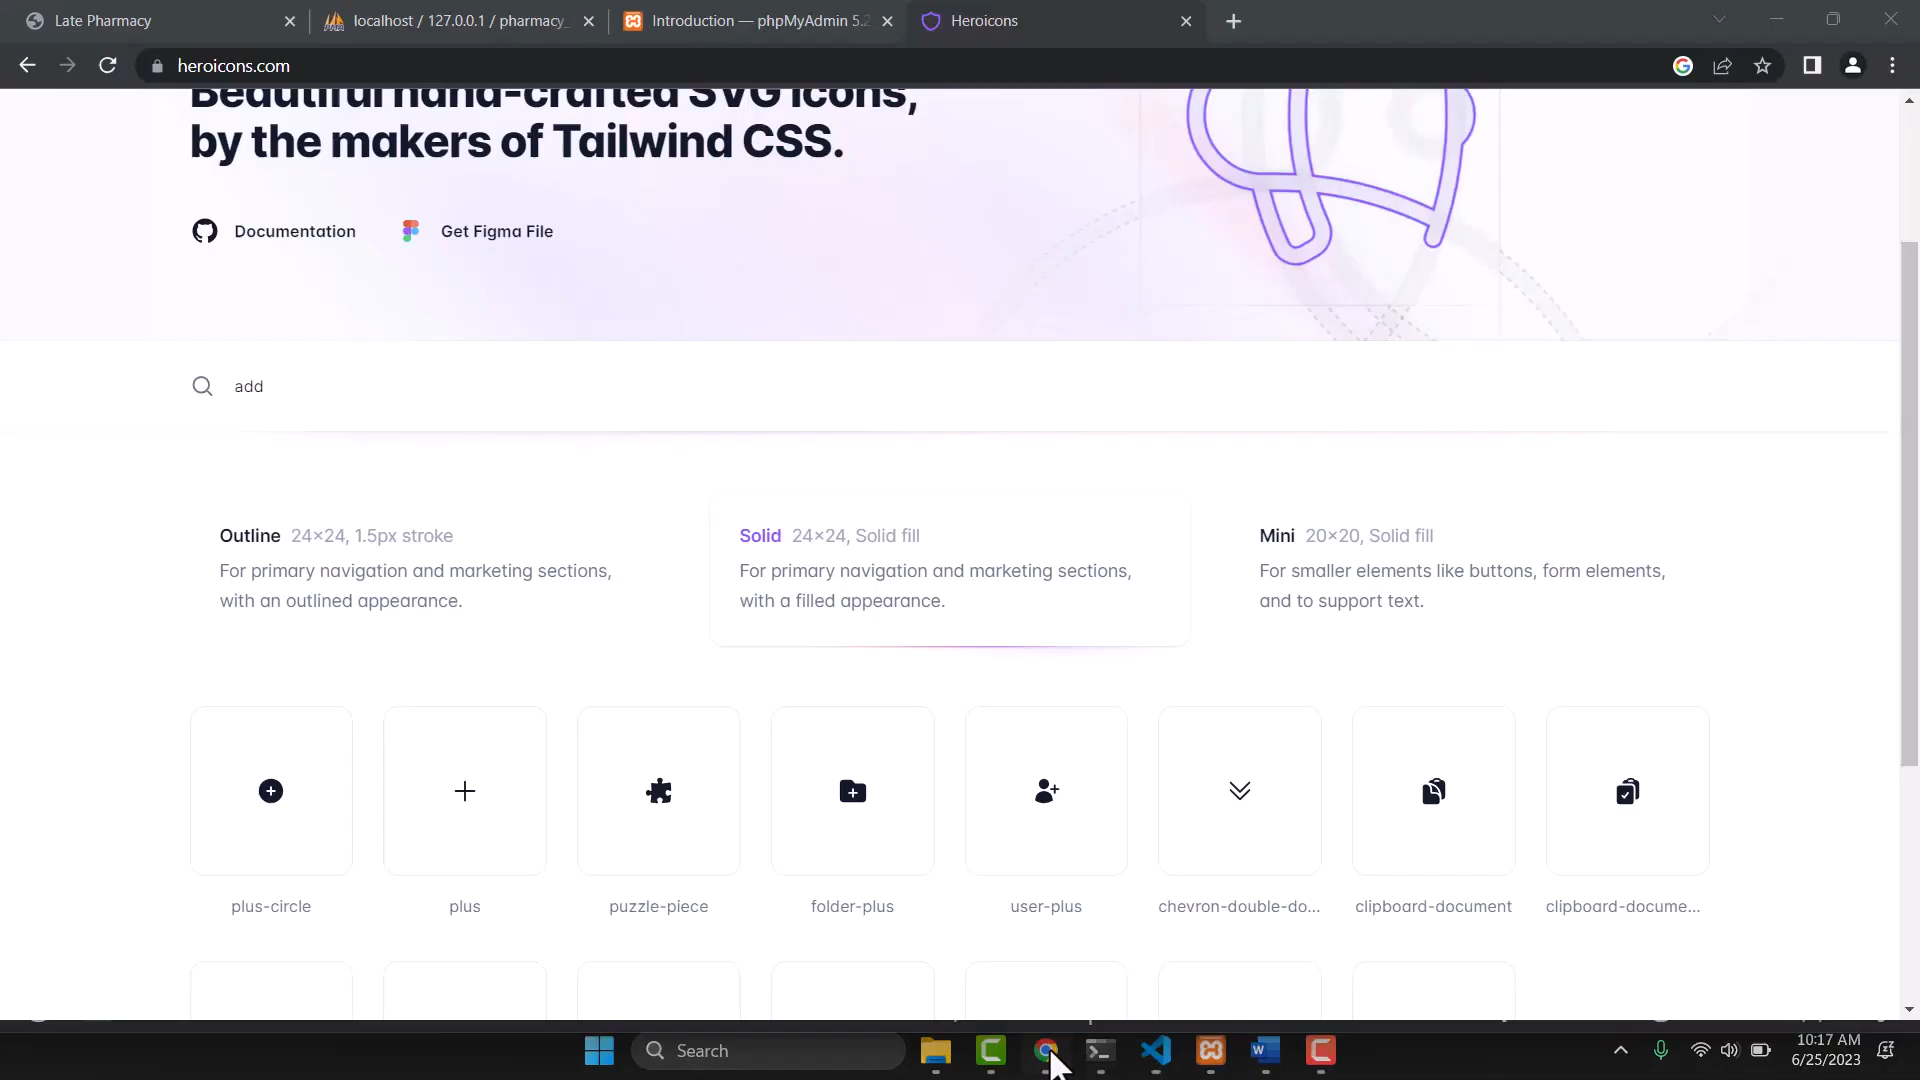 Late Pharmacy
localhost / 127.0.0.1 / pharmacy_
Introduction — phpMyAdmin 5.2
Heroicons
heroicons.com
Beautiful hand-crafted SVG icons,
by the makers of Tailwind CSS.
Documentation
Get Figma File
add
Outline 24×24, 1.5px stroke
For primary navigation and marketing sections,
with an outlined appearance.
Solid 24×24, Solid fill
For primary navigation and marketing sections,
with a filled appearance.
Mini 20×20, Solid fill
For smaller elements like buttons, form elements,
and to support text.
plus-circle
plus
puzzle-piece
folder-plus
user-plus
chevron-double-do...
clipboard-document
clipboard-docume...
Search
10:17 AM
6/25/2023